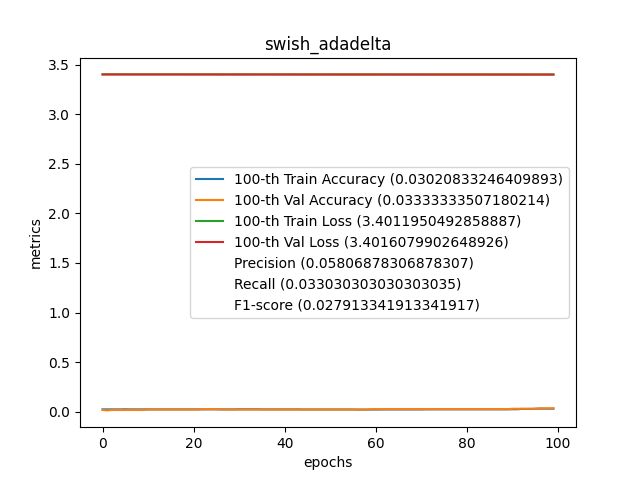 swish_adadelta
3.5
3.0
2.5
2.0
1.5
1.0
0.5
0.0
metrics
100-th Train Accuracy (0.03020833246409893)
100-th Val Accuracy (0.03333333507180214)
100-th Train Loss (3.4011950492858887)
100-th Val Loss (3.4016079902648926)
Precision (0.05806878306878307)
Recall (0.033030303030303035)
F1-score (0.027913341913341917)
0 20 40 60 80 100
epochs